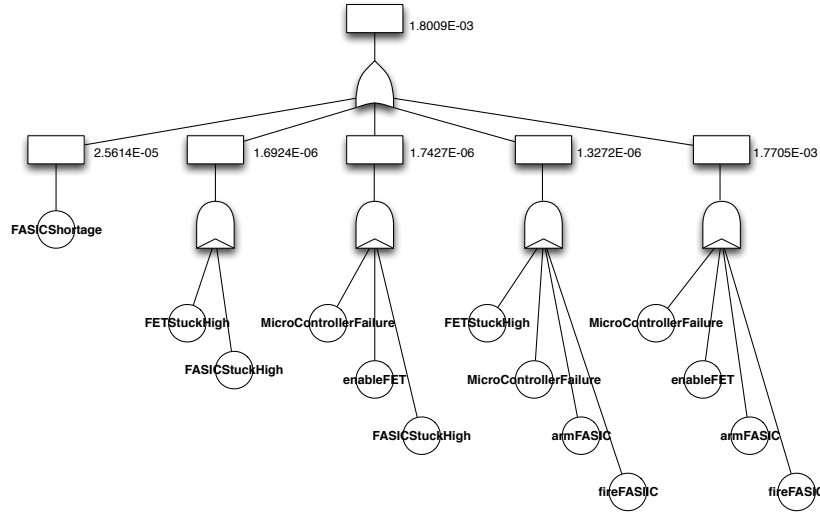 1.8009E-03
2.5614E-05
1.6924E-06
1.7427E-06
1.3272E-06
1.7705E-03
FASICShortage
FETStuckHigh
MicroControllerFailure
FETStuckHigh
MicroControllerFailure
FASICStuckHigh
enableFET
MicroControllerFailure
enableFET
FASICStuckHigh
armFASIC
armFASIC
fireFASIIC
fireFASIC